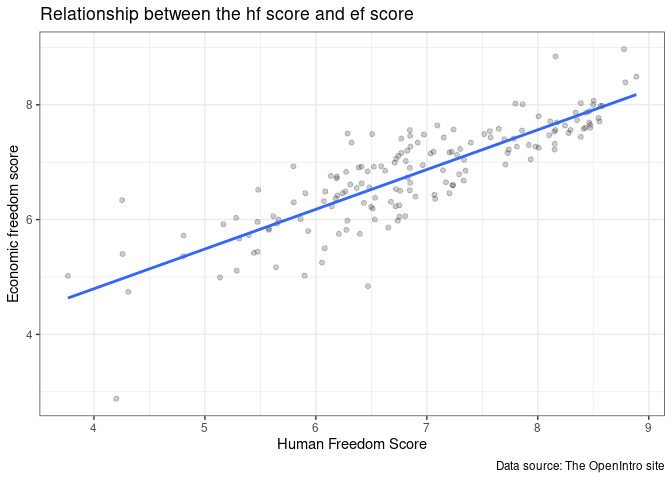 Relationship between the hf score and ef score
Economic freedom score
8
6
4
4 5 6 7 8 9
Human Freedom Score
Data source: The OpenIntro site